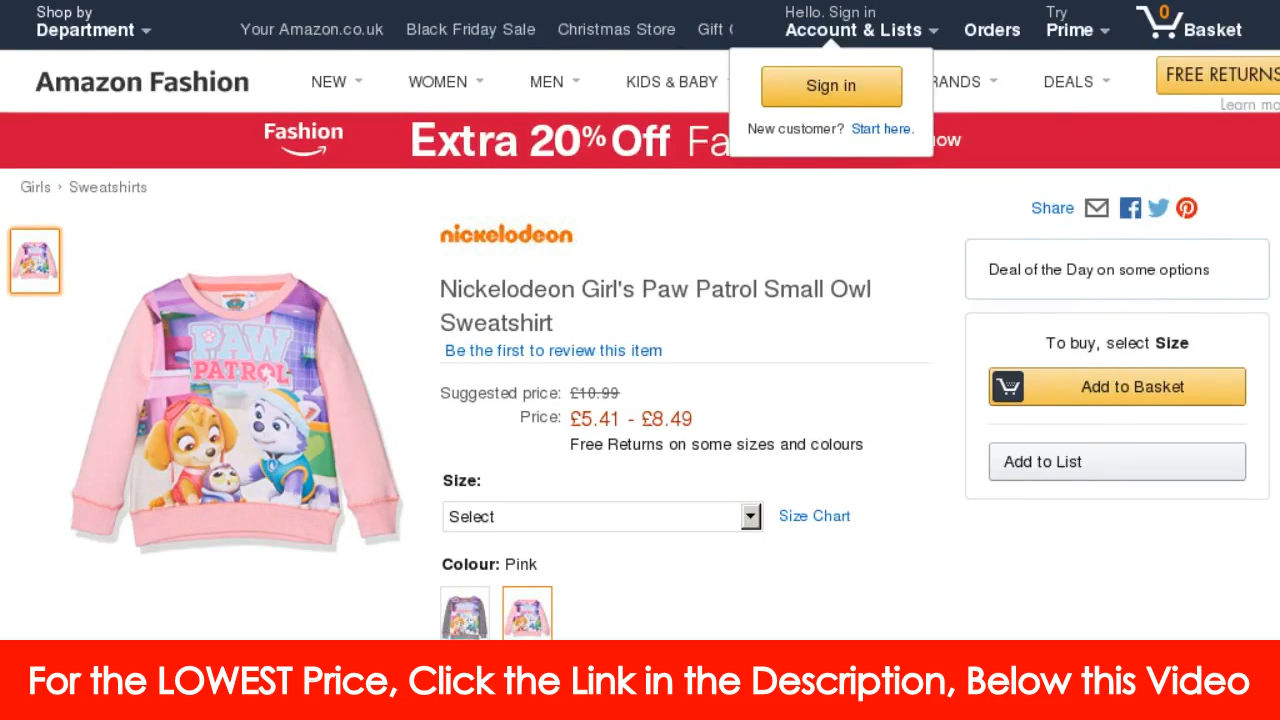 Shop by
Department
Your Amazon.co.uk Black Friday Sale Christmas Store Gift
Hello. Sign in
Account & Lists
Orders
Try
Prime
0
Basket
Amazon Fashion
NEW WOMEN MEN KIDS & BABY DEALS
FREE RETURNS
Learn
Sign in
New customer? Start here.
Fashion
Extra 20% Off
Girls › Sweatshirts
Share
nickelodeon
Deal of the Day on some options
Nickelodeon Girl's Paw Patrol Small Owl
Sweatshirt
Be the first to review this item
To buy, select Size
Add to Basket
Add to List
Suggested price: £10.99
Price: £5.41 - £8.49
Free Returns on some sizes and colours
Size:
Select
Size Chart
Colour: Pink
PAW
PATROL
For the LOWEST Price, Click the Link in the Description, Below this Video